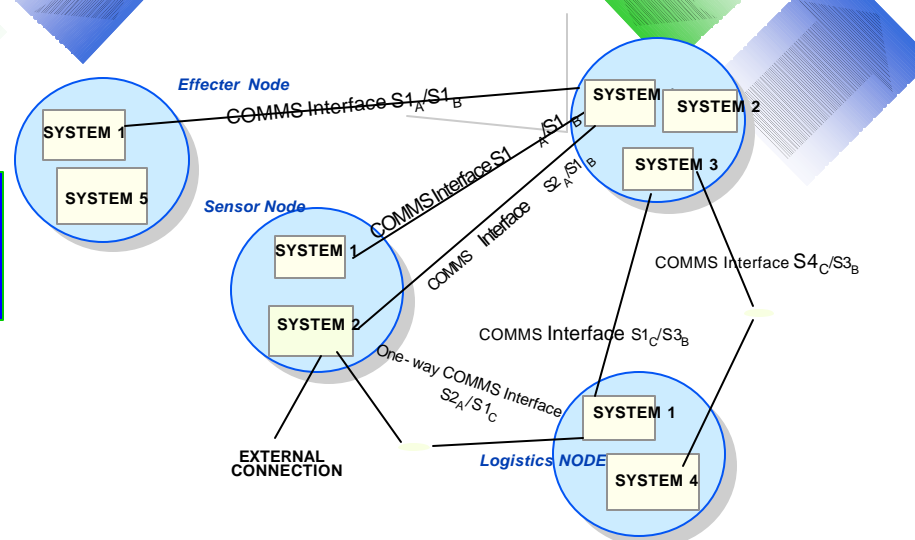 Effecter Node
COMMS Interface S1A/S1B
SYSTEM 1
SYSTEM 5
SYSTEM
SYSTEM 2
SYSTEM 3
Sensor Node
COMMS Interface S1A/S1B
COMMS Interface S2A/S1B
SYSTEM 1
SYSTEM 2
COMMS Interface S4C/S3B
COMMS Interface S1C/S3B
One-way COMMS Interface
S2A/S1C
EXTERNAL
CONNECTION
Logistics NODE
SYSTEM 1
SYSTEM 4